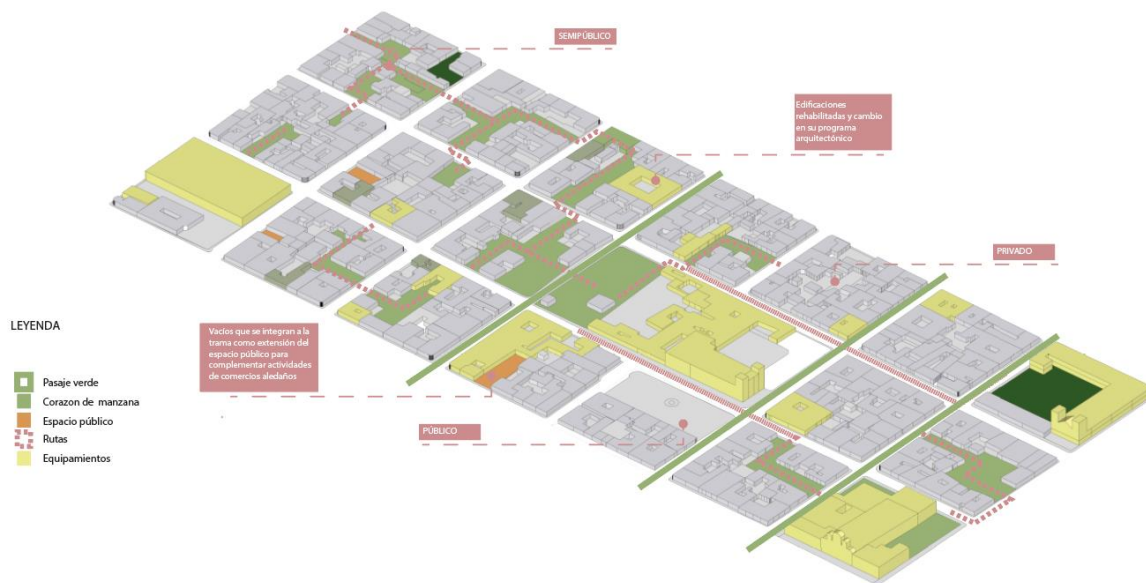 SEMIPÚBLICO
Edificaciones
rehabilitadas y cambio
en su programa
arquitectónico
PRIVADO
LEYENDA
Vacíos que se integran a la
trama como extensión del
espacio público para
complementar actividades
de comercios aledaños
Pasaje verde
Corazon de manzana
Espacio público
Rutas
Equipamientos
PÚBLICO